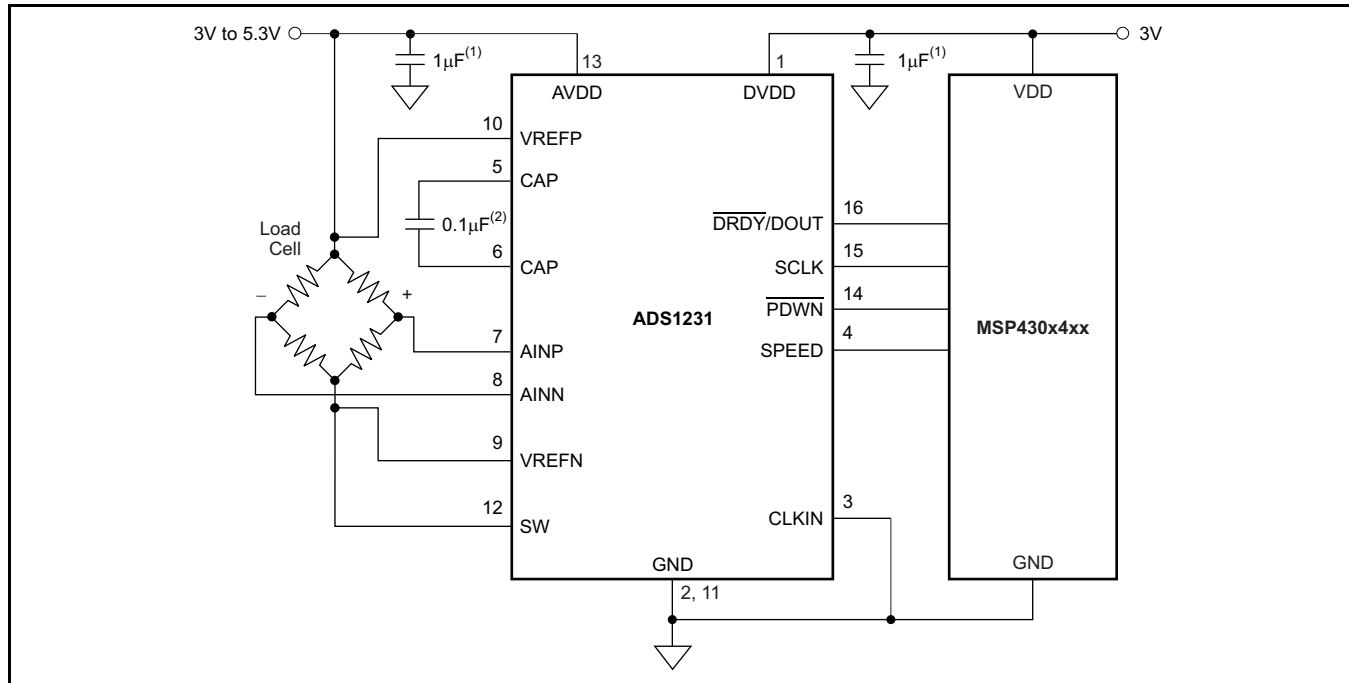 3V to 5.3V
1μF(1)
13
1
1μF(1)
3V
AVDD
DVDD
VDD
10
VREFP
5
CAP
0.1μF(2)
6
CAP
Load
Cell
–
+
7
AINP
8
AINN
9
VREFN
12
SW
ADS1231
DRDY/DOUT
16
SCLK
15
PDWN
14
SPEED
4
CLKIN
3
MSP430x4xx
GND
2, 11
GND